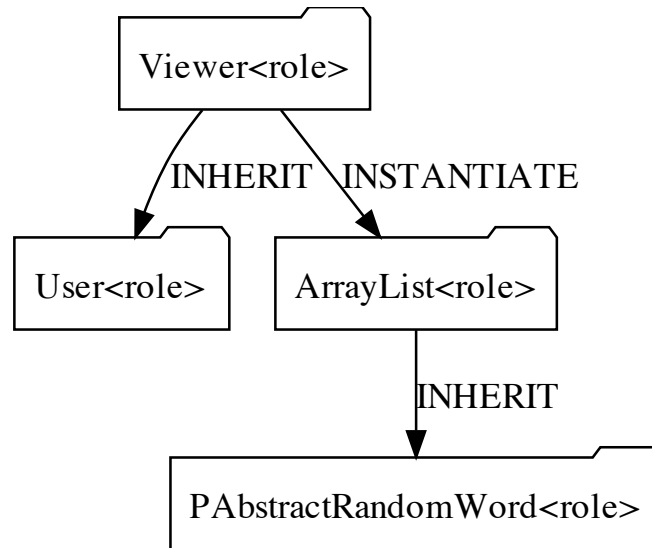 Viewer<role>
INHERIT
INSTANTIATE
User<role>
ArrayList<role>
INHERIT
PAbstractRandomWord<role>